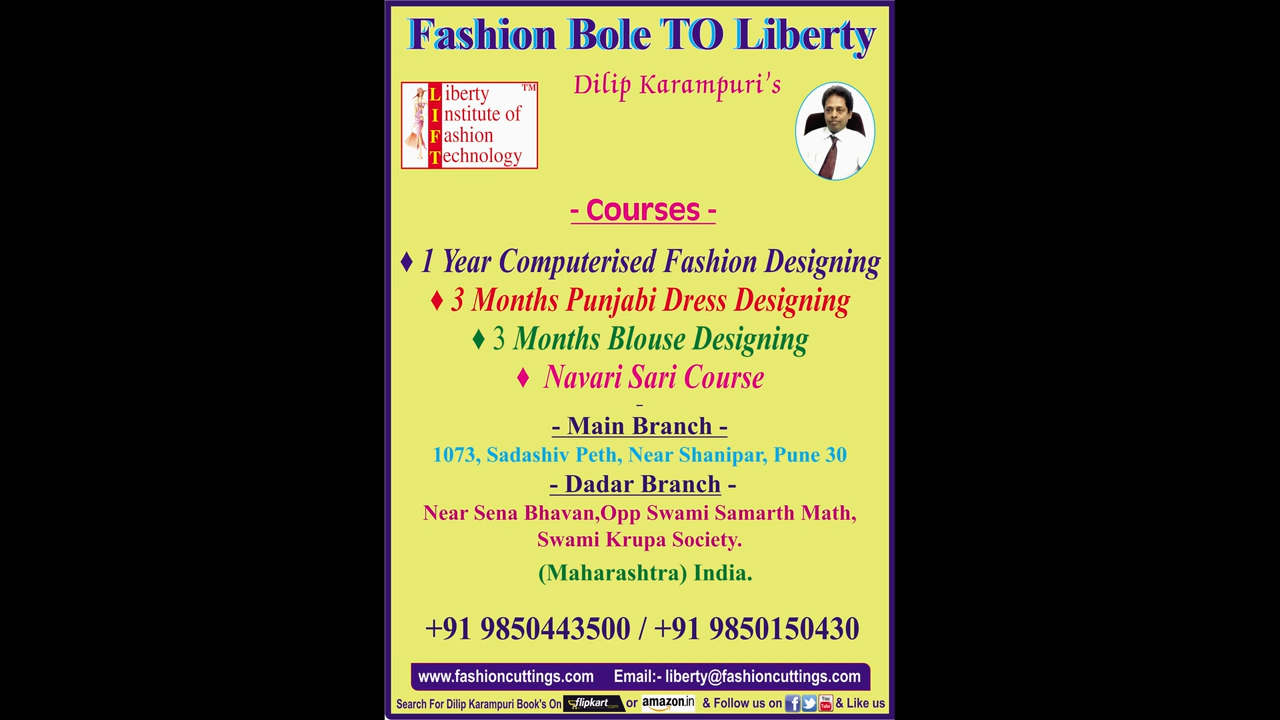 Fashion Bole TO Liberty
Dilip Karampuri's
Liberty TM
Institute of
Fashion
Technology
- Courses -
♦ 1 Year Computerised Fashion Designing
♦ 3 Months Punjabi Dress Designing
♦ 3 Months Blouse Designing
♦ Navari Sari Course
-
- Main Branch -
1073, Sadashiv Peth, Near Shanipar, Pune 30
- Dadar Branch -
Near Sena Bhavan,Opp Swami Samarth Math,
Swami Krupa Society.
(Maharashtra) India.
+91 9850443500 / +91 9850150430
www.fashioncuttings.com Email:- liberty@fashioncuttings.com
Search For Dilip Karampuri Book's On flipkart.com or amazon.in & Follow us on f You Tube & Like us